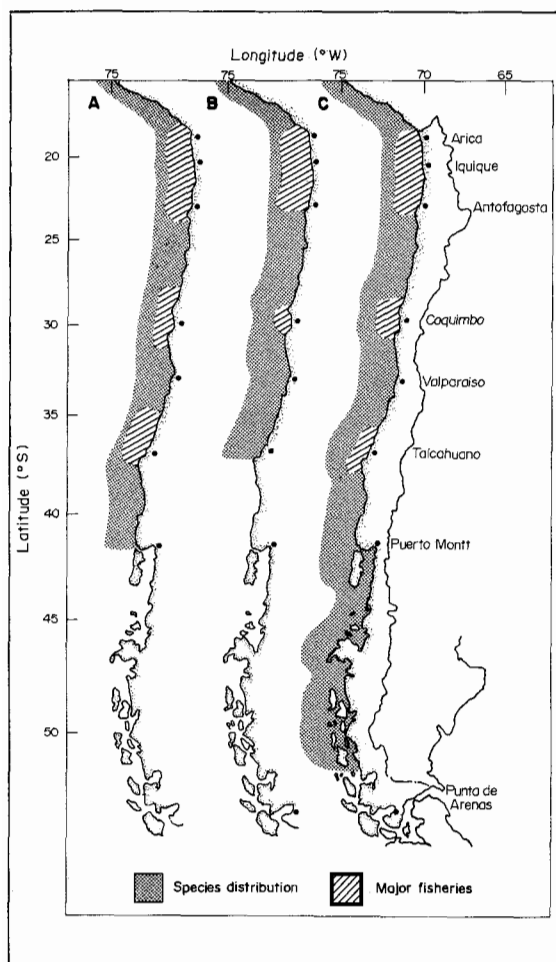 Longitude (°W)
75 75 75 70 65
A B C
Arica
20
Iquique
Antofagosta
25
30
Coquimbo
Valparaiso
35
Talcahuano
40
Puerto Montt
45
50
Punta de
Arenas
Latitude (°S)
Species distribution Major fisheries